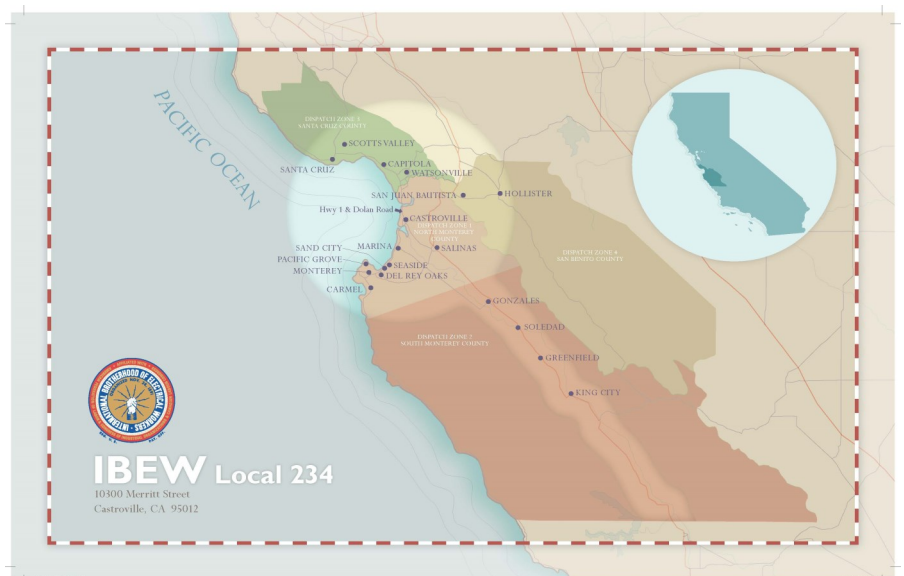 PACIFIC OCEAN
DISPATCH ZONE 3
SANTA CRUZ COUNTY
SCOTTS VALLEY
SANTA CRUZ
CAPITOLA
WATSONVILLE
SAN JUAN BAUTISTA
HOLLISTER
Hwy 1 & Dolan Road
CASTROVILLE
DISPATCH ZONE 1
NORTH MONTEREY
COUNTY
SAND CITY
MARINA
SALINAS
DISPATCH ZONE 4
SAN BENITO COUNTY
PACIFIC GROVE
SEASIDE
MONTEREY
DEL REY OAKS
CARMEL
GONZALES
SOLEDAD
DISPATCH ZONE 2
SOUTH MONTEREY COUNTY
GREENFIELD
KING CITY
INTERNATIONAL BROTHERHOOD OF ELECTRICAL WORKERS
IBEW Local 234
10300 Merritt Street
Castroville, CA 95012